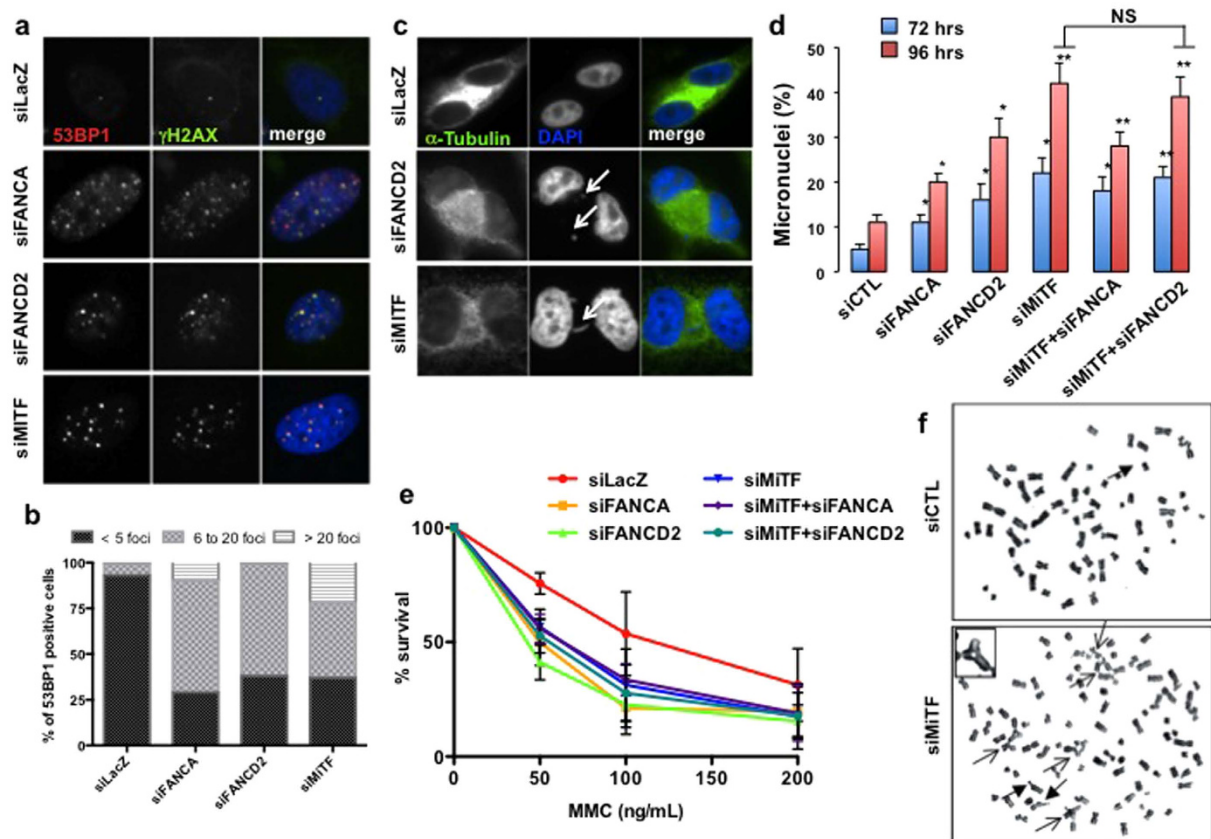 a
siLacZ
53BP1
γH2AX
merge
siFANCA
siFANCD2
siMITF
b
< 5 foci
6 to 20 foci
> 20 foci
% of 53BP1 positive cells
100
75
50
25
0
siLacZ
siFANCA
siFANCD2
siMiTF
c
siLacZ
α-Tubulin
DAPI
merge
siFANCD2
siMITF
d
72 hrs
96 hrs
NS
Micronuclei (%)
50
40
30
20
10
0
* * * * * ** * ** ** **
siCTL
siFANCA
siFANCD2
siMiTF
siMiTF+siFANCA
siMiTF+siFANCD2
e
siLacZ
siFANCA
siFANCD2
siMiTF
siMiTF+siFANCA
siMiTF+siFANCD2
% survival
100
50
0
0
50
100
150
200
MMC (ng/mL)
f
siCTL
siMiTF